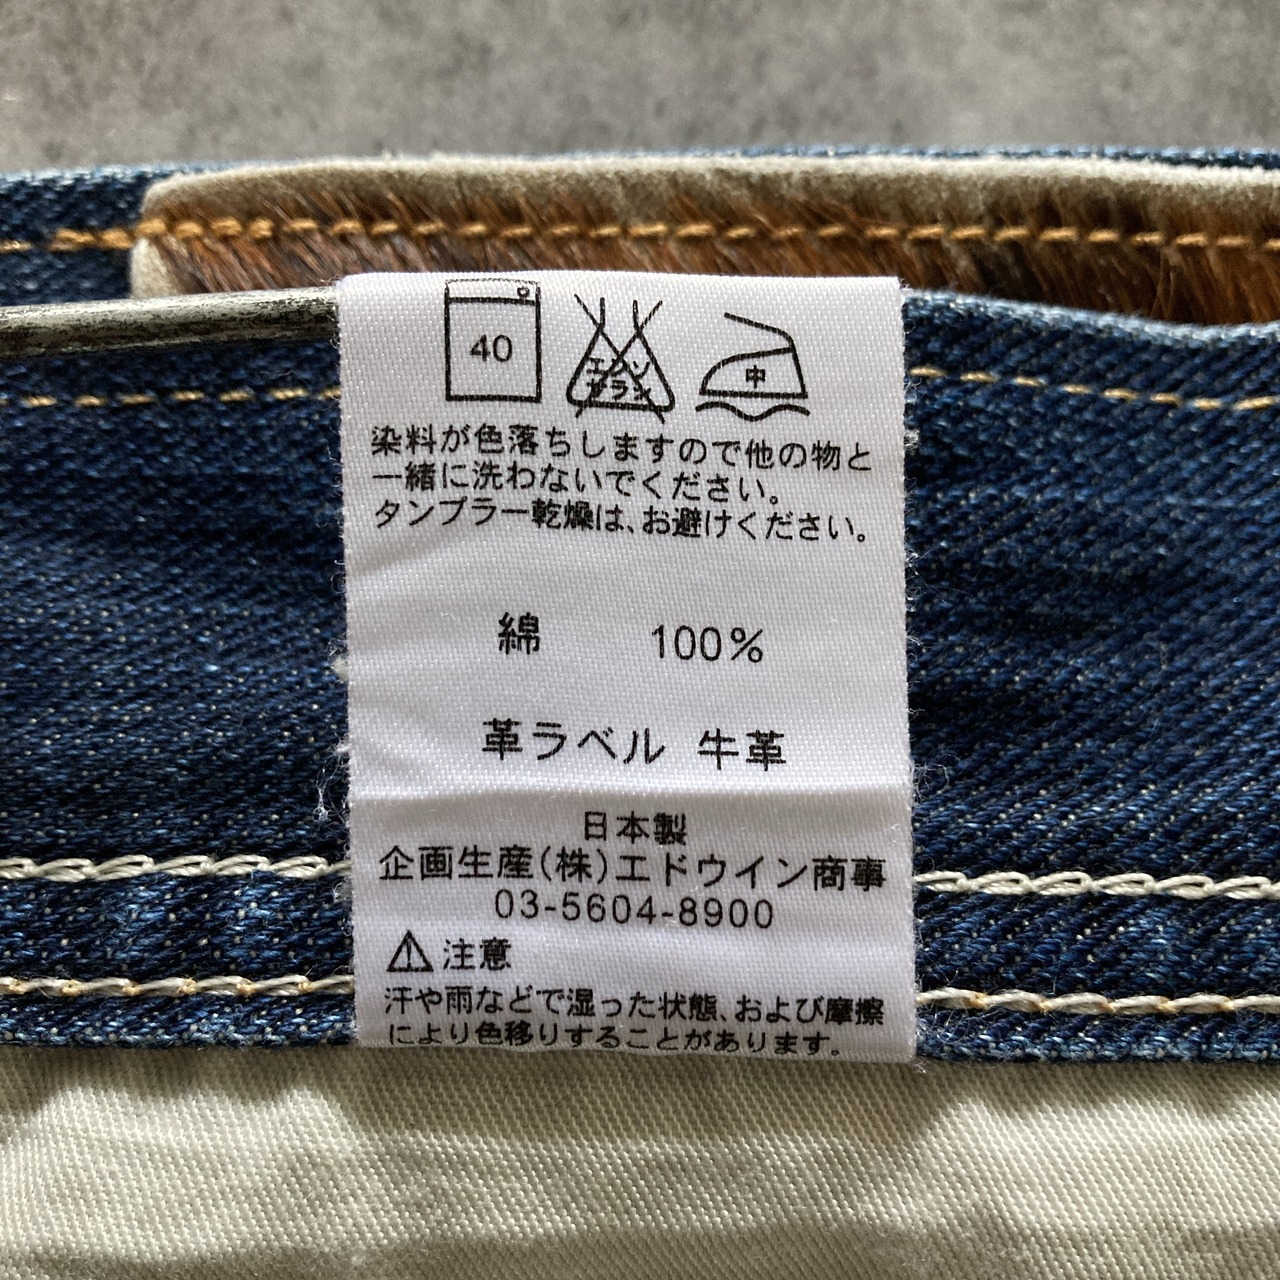 40
エンソ
サラシ
中
染料が色落ちしますので他の物と
一緒に洗わないでください。
タンブラー乾燥は、お避けください。
綿 100%
革ラベル 牛革
日本製
企画生産(株)エドウイン商事
03-5604-8900
注意
汗や雨などで湿った状態、および摩擦
により色移りすることがあります。